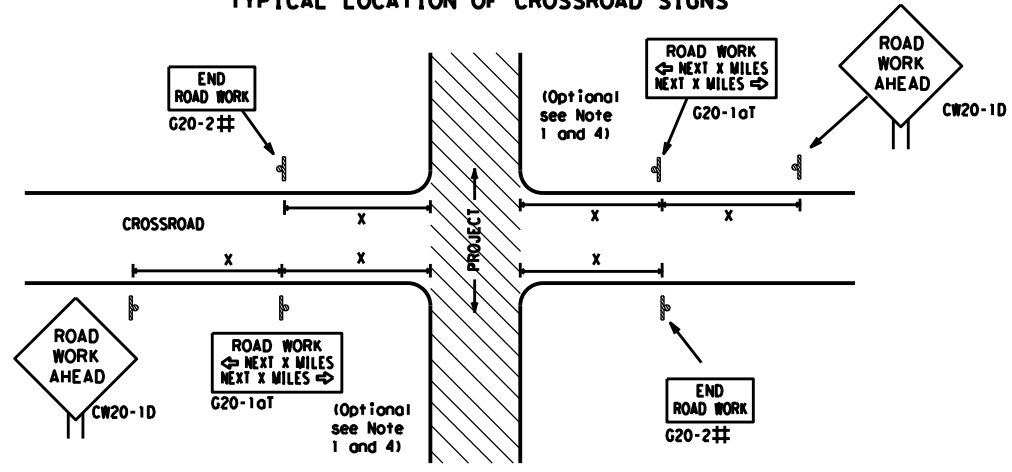 TYPICAL LOCATION OF CROSSROAD SIGNS
END
ROAD WORK
G20-2#
(Optional
see Note
1 and 4)
ROAD WORK
⇦ NEXT X MILES
NEXT X MILES ⇨
G20-1aT
ROAD
WORK
AHEAD
CW20-1D
X
X
X
CROSSROAD
PROJECT
X
X
X
ROAD
WORK
AHEAD
CW20-1D
ROAD WORK
⇦ NEXT X MILES
NEXT X MILES ⇨
G20-1aT
(Optional
see Note
1 and 4)
END
ROAD WORK
G20-2#